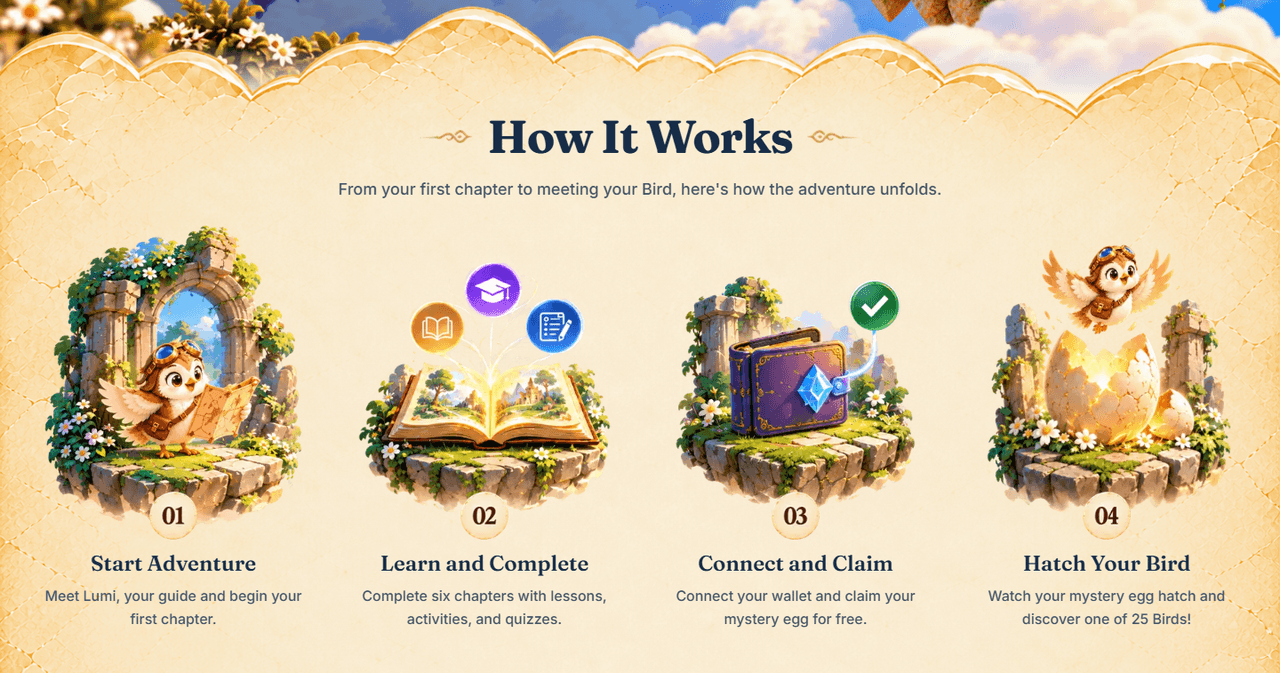 How It Works
From your first chapter to meeting your Bird, here's how the adventure unfolds.
01
Start Adventure
Meet Lumi, your guide and begin your
first chapter.
02
Learn and Complete
Complete six chapters with lessons,
activities, and quizzes.
03
Connect and Claim
Connect your wallet and claim your
mystery egg for free.
04
Hatch Your Bird
Watch your mystery egg hatch and
discover one of 25 Birds!